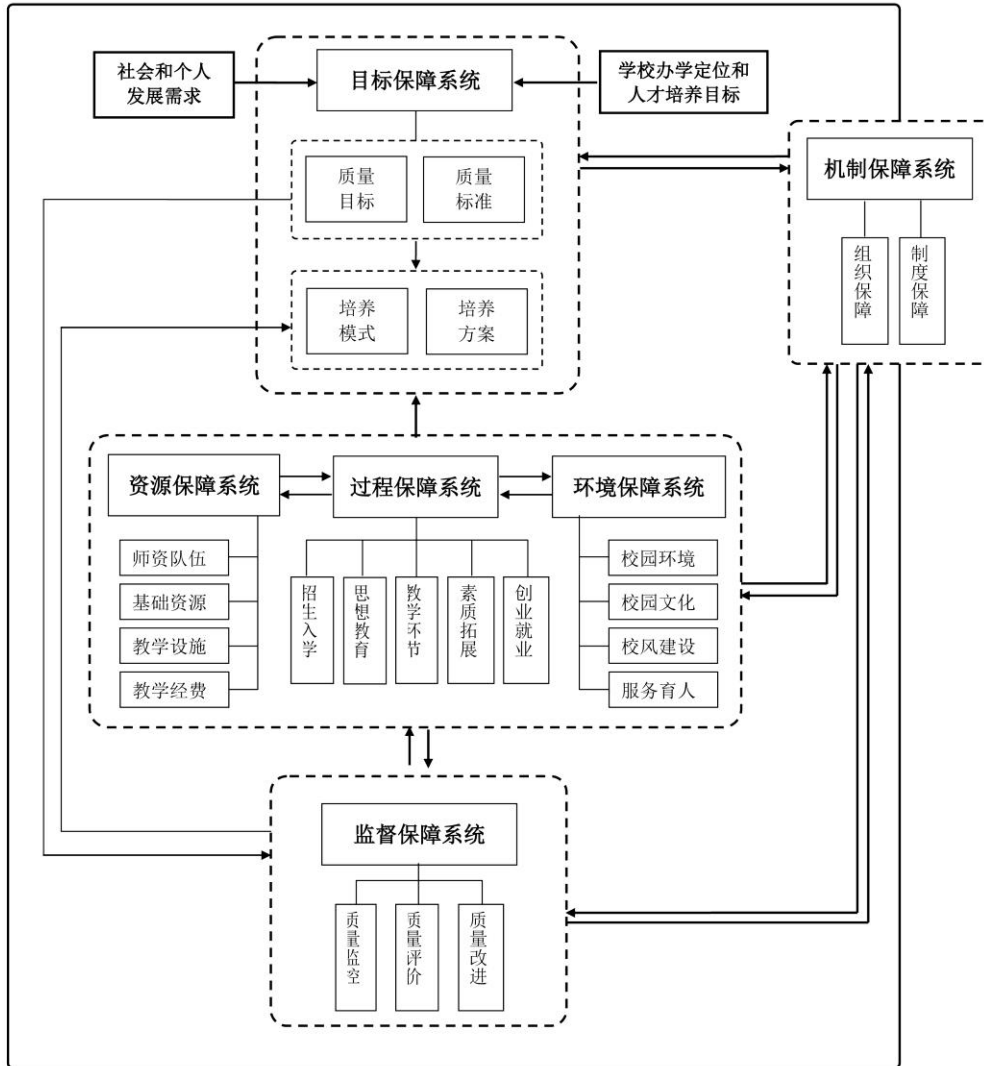 社会和个人
发展需求
目标保障系统
学校办学定位和
人才培养目标
质量
目标
质量
标准
培养
模式
培养
方案
机制保障系统
组织保障
制度保障
资源保障系统
过程保障系统
环境保障系统
师资队伍
基础资源
教学设施
教学经费
招生入学
思想教育
教学环节
素质拓展
创业就业
校园环境
校园文化
校风建设
服务育人
监督保障系统
质量监控
质量评价
质量改进